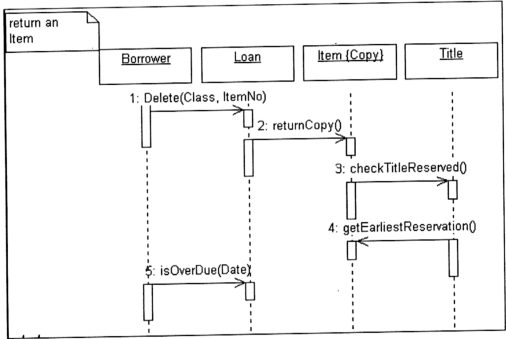 return an
Item
Borrower
Loan
Item {Copy}
Title
1: Delete(Class, ItemNo)
2: returnCopy()
3: checkTitleReserved()
4: getEarliestReservation()
5: isOverDue(Date)